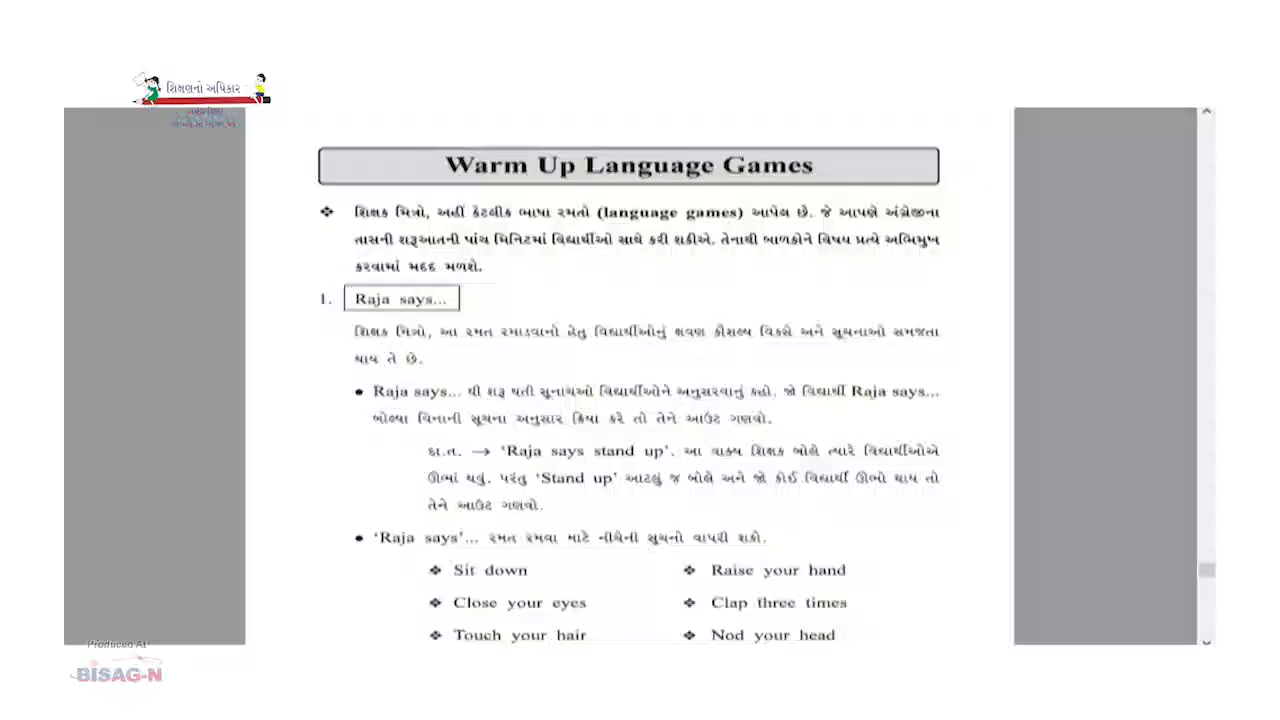 શિક્ષણનો અધિકાર
Warm Up Language Games
❖ શિક્ષક મિત્રો, અહીં કેટલીક ભાષા રમતો (language games) આપેલ છે. જે આપણે અંગ્રેજીના
તાસની શરૂઆતની પાંચ મિનિટમાં વિદ્યાર્થીઓ સાથે કરી શકીએ. તેનાથી બાળકોને વિષય પ્રત્યે અભિમુખ
કરવામાં મદદ મળશે.
1. Raja says...
શિક્ષક મિત્રો, આ રમત રમાડવાનો હેતુ વિદ્યાર્થીઓનું શ્રવણ કૌશલ્ય વિકસે અને સૂચનાઓ સમજતા
થાય તે છે.
• Raja says... થી શરૂ થતી સૂનાચઓ વિદ્યાર્થીઓને અનુસરવાનું કહો. જો વિદ્યાર્થી Raja says...
બોલ્યા વિનાની સૂચના અનુસાર ક્રિયા કરે તો તેને આઉટ ગણવો.
દા.ત. → ‘Raja says stand up’. આ વાક્ય શિક્ષક બોલે ત્યારે વિદ્યાર્થીઓએ
ઊભાં થવું. પરંતુ ‘Stand up’ આટલું જ બોલે અને જો કોઈ વિદ્યાર્થી ઊભો થાય તો
તેને આઉટ ગણવો.
• ‘Raja says’... રમત રમવા માટે નીચેની સૂચનો વાપરી શકો.
❖ Sit down ❖ Raise your hand
❖ Close your eyes ❖ Clap three times
❖ Touch your hair ❖ Nod your head
Produced At
BISAG-N